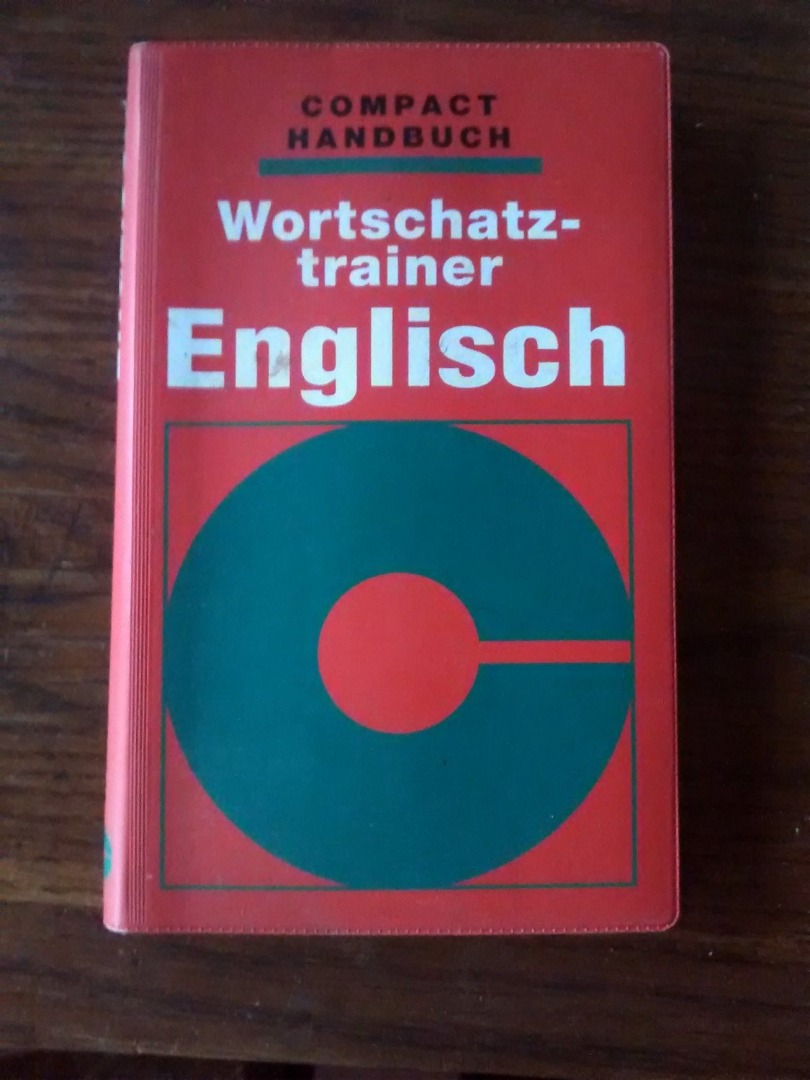 COMPACT
HANDBUCH
Wortschatz-
trainer
Englisch